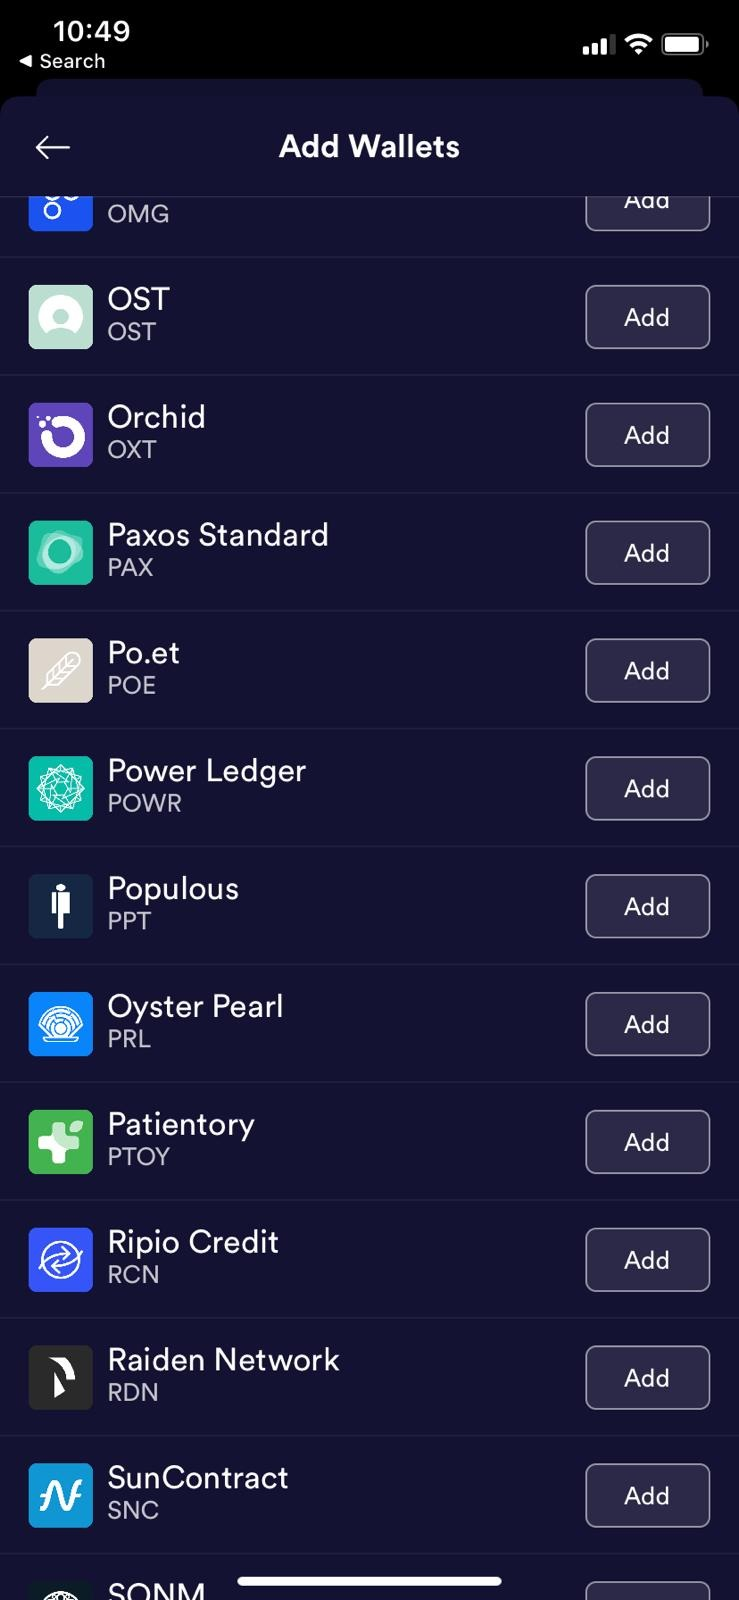 10:49
◀ Search
Add Wallets
OMG
Add
OST
OST
Add
Orchid
OXT
Add
Paxos Standard
PAX
Add
Po.et
POE
Add
Power Ledger
POWR
Add
Populous
PPT
Add
Oyster Pearl
PRL
Add
Patientory
PTOY
Add
Ripio Credit
RCN
Add
Raiden Network
RDN
Add
SunContract
SNC
Add
SONM